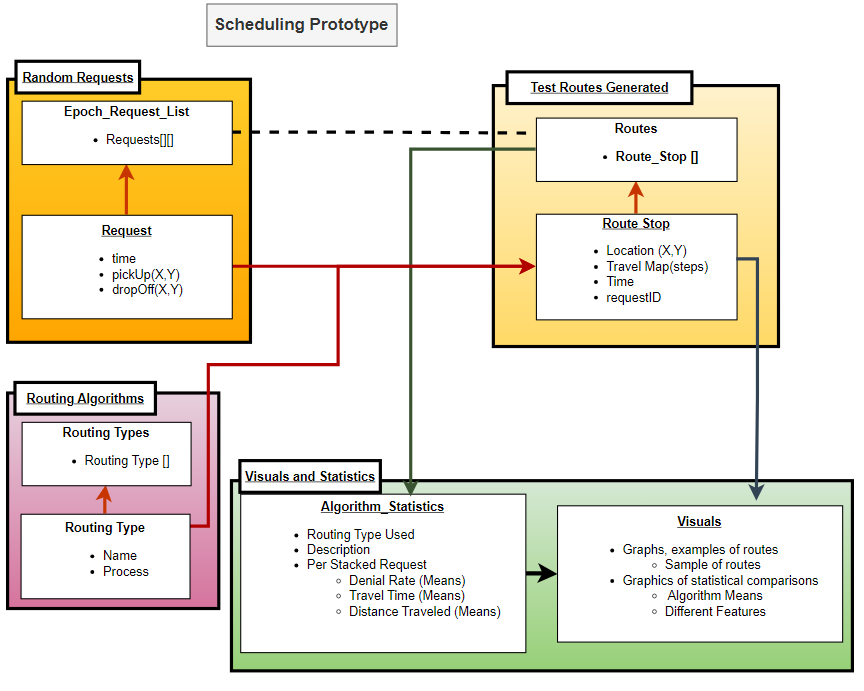 Scheduling Prototype
Random Requests
Epoch_Request_List
• Requests[][]
Request
• time
• pickUp(X,Y)
• dropOff(X,Y)
Test Routes Generated
Routes
• Route_Stop []
Route Stop
• Location (X,Y)
• Travel Map(steps)
• Time
• requestID
Routing Algorithms
Routing Types
• Routing Type []
Routing Type
• Name
• Process
Visuals and Statistics
Algorithm_Statistics
• Routing Type Used
• Description
• Per Stacked Request
◦ Denial Rate (Means)
◦ Travel Time (Means)
◦ Distance Traveled (Means)
Visuals
• Graphs, examples of routes
◦ Sample of routes
• Graphics of statistical comparisons
◦ Algorithm Means
◦ Different Features